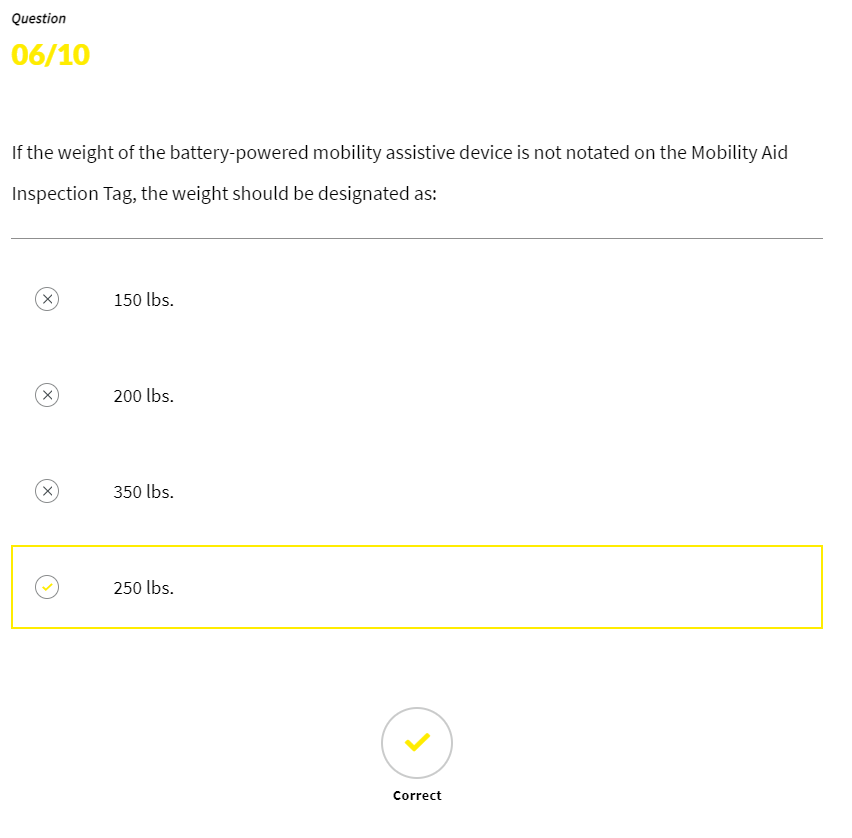 Question
06/10
If the weight of the battery-powered mobility assistive device is not notated on the Mobility Aid
Inspection Tag, the weight should be designated as:
150 lbs.
200 lbs.
350 lbs.
250 lbs.
Correct